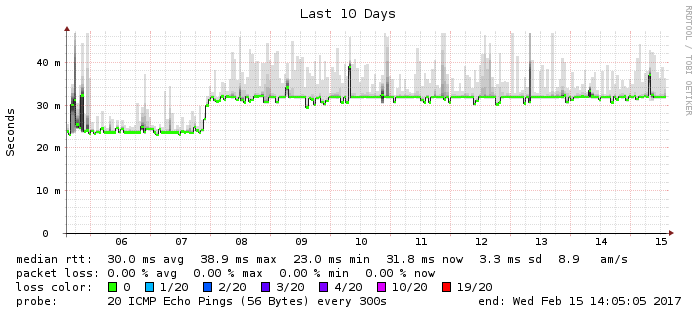 Last 10 Days
RRDTOOL / TOBI OETIKER
Seconds
40 m
30 m
20 m
10 m
0
06 07 08 09 10 11 12 13 14 15
median rtt: 30.0 ms avg 38.9 ms max 23.0 ms min 31.8 ms now 3.3 ms sd 8.9 am/s
packet loss: 0.00 % avg 0.00 % max 0.00 % min 0.00 % now
loss color: 0 1/20 2/20 3/20 4/20 10/20 19/20
probe: 20 ICMP Echo Pings (56 Bytes) every 300s end: Wed Feb 15 14:05:05 2017